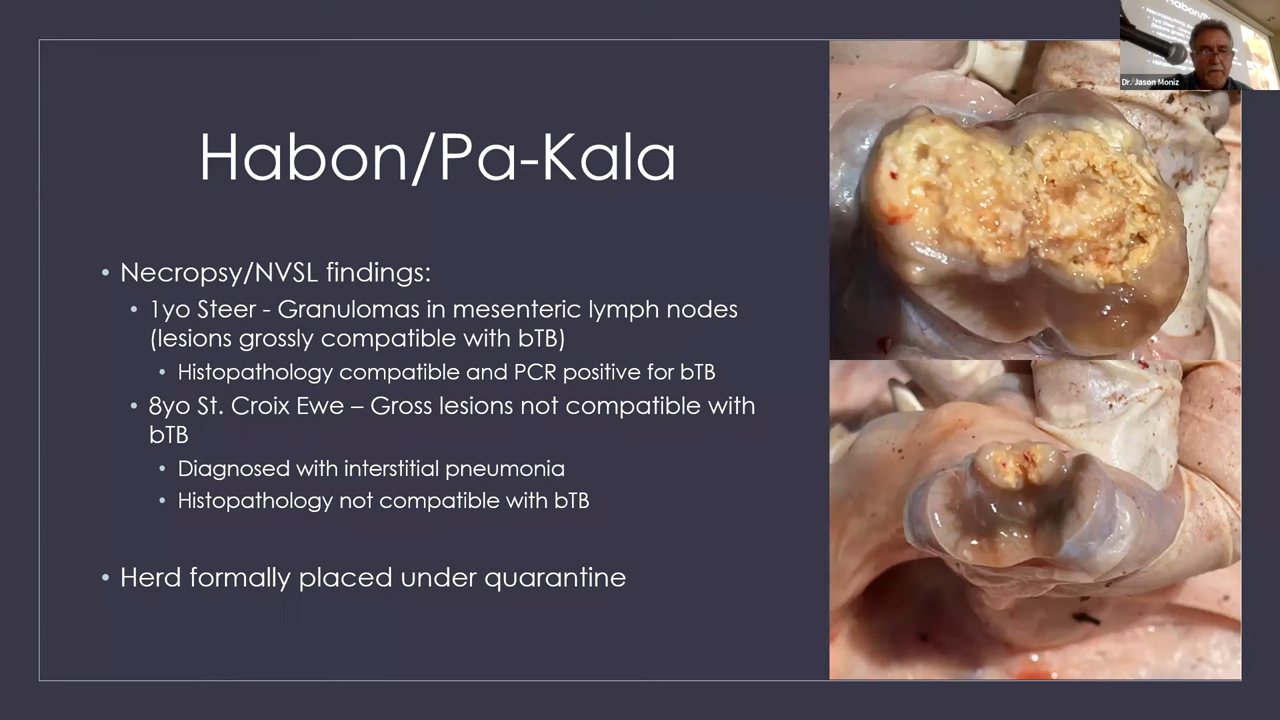 Habon/Pa-Kala
• Necropsy/NVSL findings:
• 1yo Steer - Granulomas in mesenteric lymph nodes
(lesions grossly compatible with bTB)
• Histopathology compatible and PCR positive for bTB
• 8yo St. Croix Ewe – Gross lesions not compatible with
bTB
• Diagnosed with interstitial pneumonia
• Histopathology not compatible with bTB
• Herd formally placed under quarantine
Dr. Jason Moniz